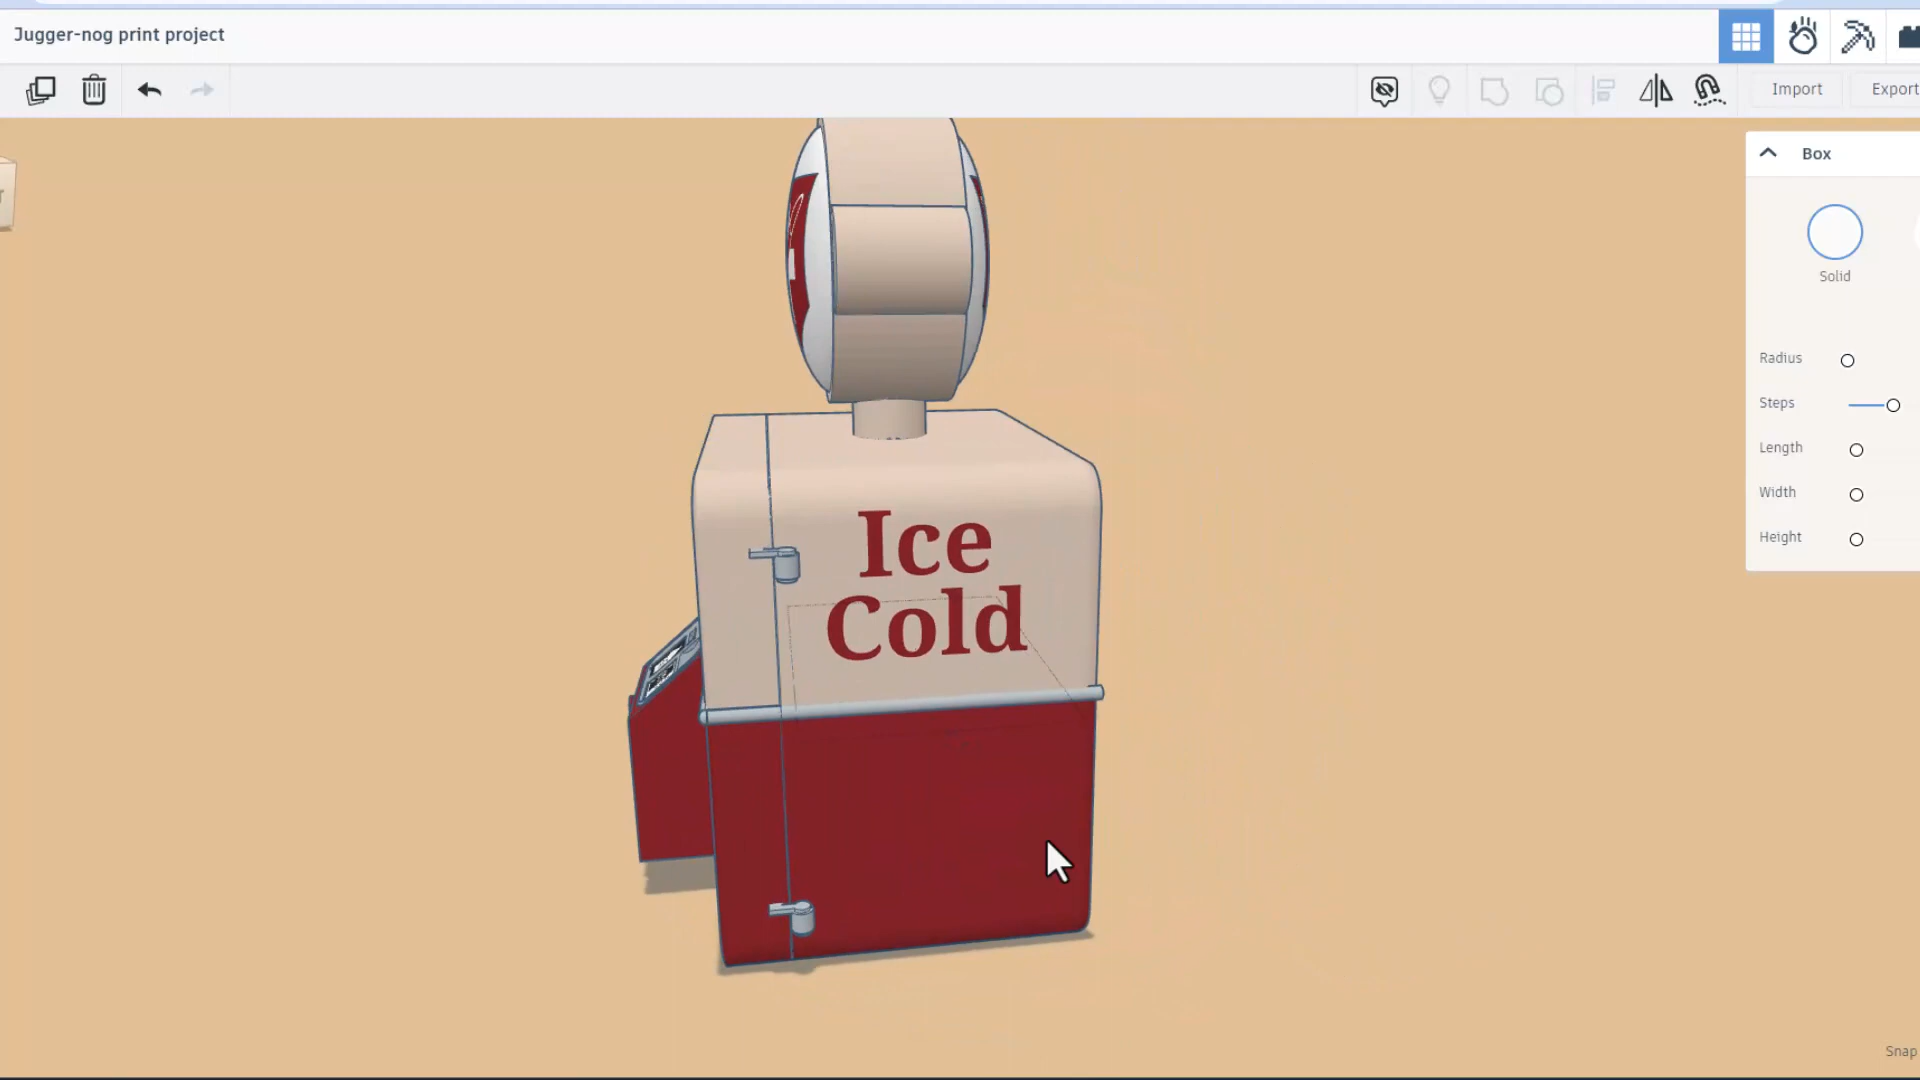 Jugger-nog print project
Import
Export
Box
Solid
Radius
Steps
Length
Width
Height
Ice
Cold
Snap